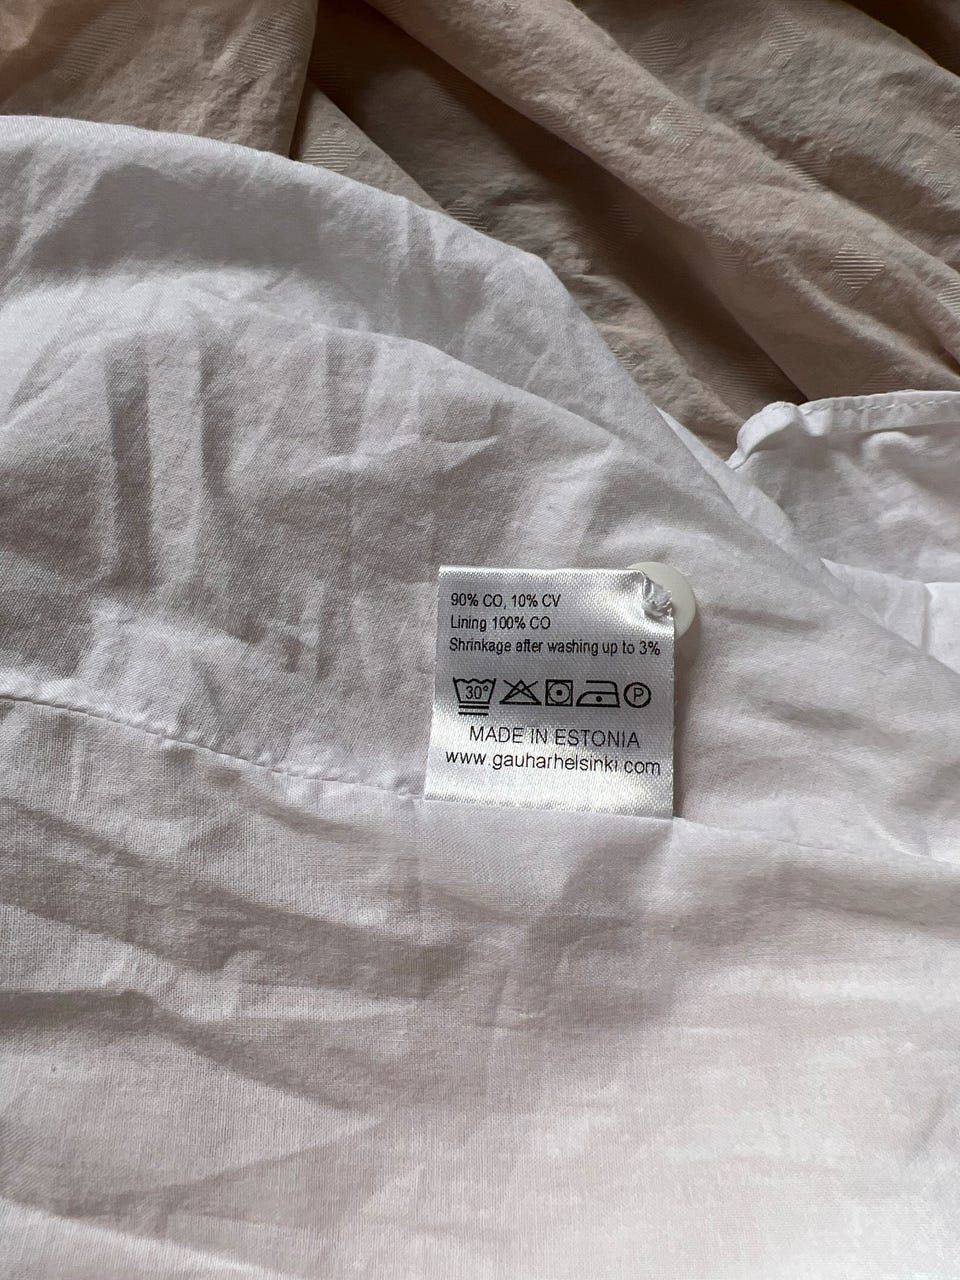 90% CO, 10% CV
Lining 100% CO
Shrinkage after washing up to 3%
30° P
MADE IN ESTONIA
www.gauharhelsinki.com